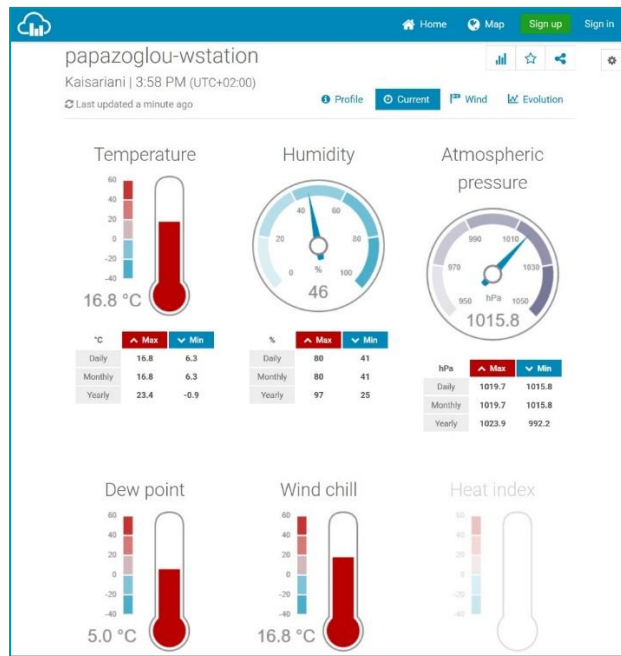 Home Map Sign up Sign in
papazoglou-wstation
Kaisariani | 3:58 PM (UTC+02:00)
Last updated a minute ago
Profile Current Wind Evolution
Temperature
60
40
20
0
-20
-40
16.8 °C
°C Max Min
Daily 16.8 6.3
Monthly 16.8 6.3
Yearly 23.4 -0.9
Humidity
40 60
20 80
0 % 100
46
% Max Min
Daily 80 41
Monthly 80 41
Yearly 97 25
Atmospheric
pressure
990 1010
970 1030
950 hPa 1050
1015.8
hPa Max Min
Daily 1019.7 1015.8
Monthly 1019.7 1015.8
Yearly 1023.9 992.2
Dew point
60
40
20
0
-20
-40
5.0 °C
Wind chill
60
40
20
0
-20
-40
16.8 °C
Heat index
60
40
20
0
-20
-40